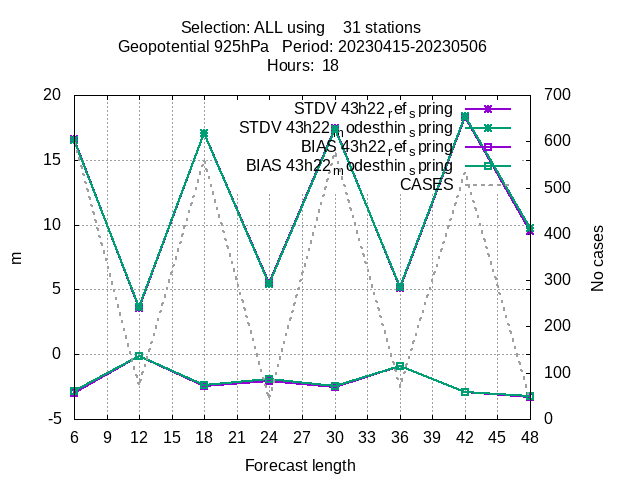 Selection: ALL using 31 stations
Geopotential 925hPa Period: 20230415-20230506
Hours: 18
20 700
STDV 43h22_ref_spring
STDV 43h22_modesthin_spring
600
BIAS 43h22_ref_spring
15
BIAS 43h22_modesthin_spring
CASES
500
10
400
m
No cases
5 300
200
0
100
-5 0
6 9 12 15 18 21 24 27 30 33 36 39 42 45 48
Forecast length